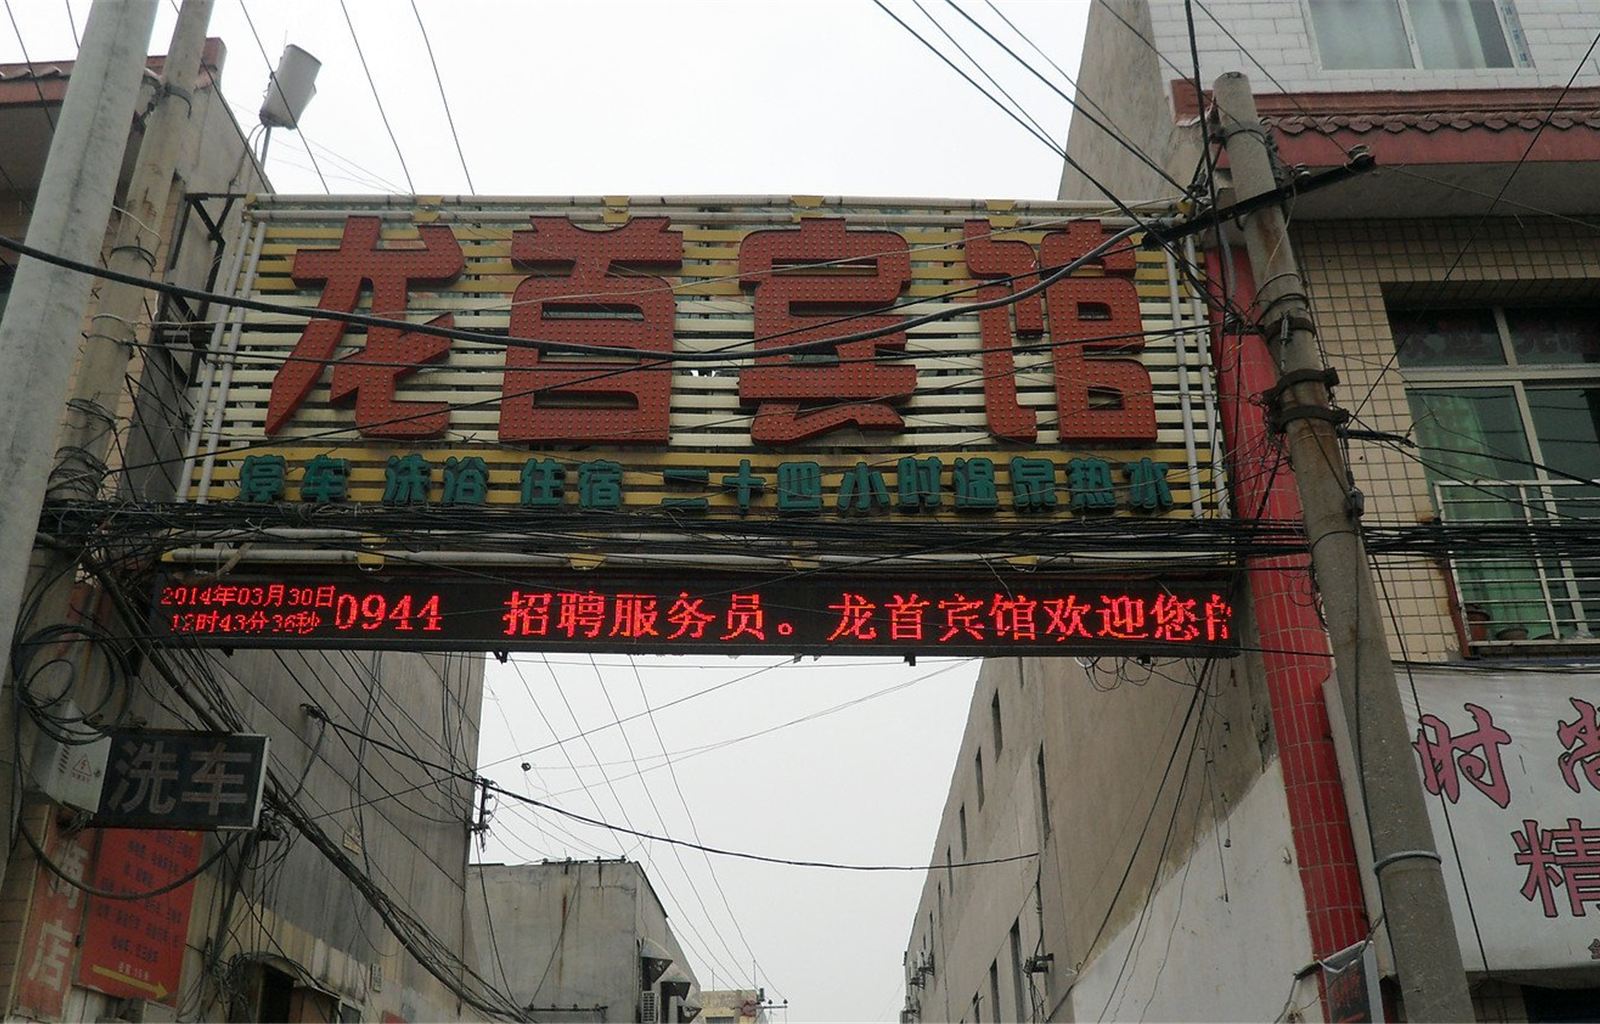 龙首宾馆
停车 洗浴 住宿 二十四小时温泉热水
2014年03月30日
12时43分36秒
0944 招聘服务员。龙首宾馆欢迎您
洗车
店
时
精